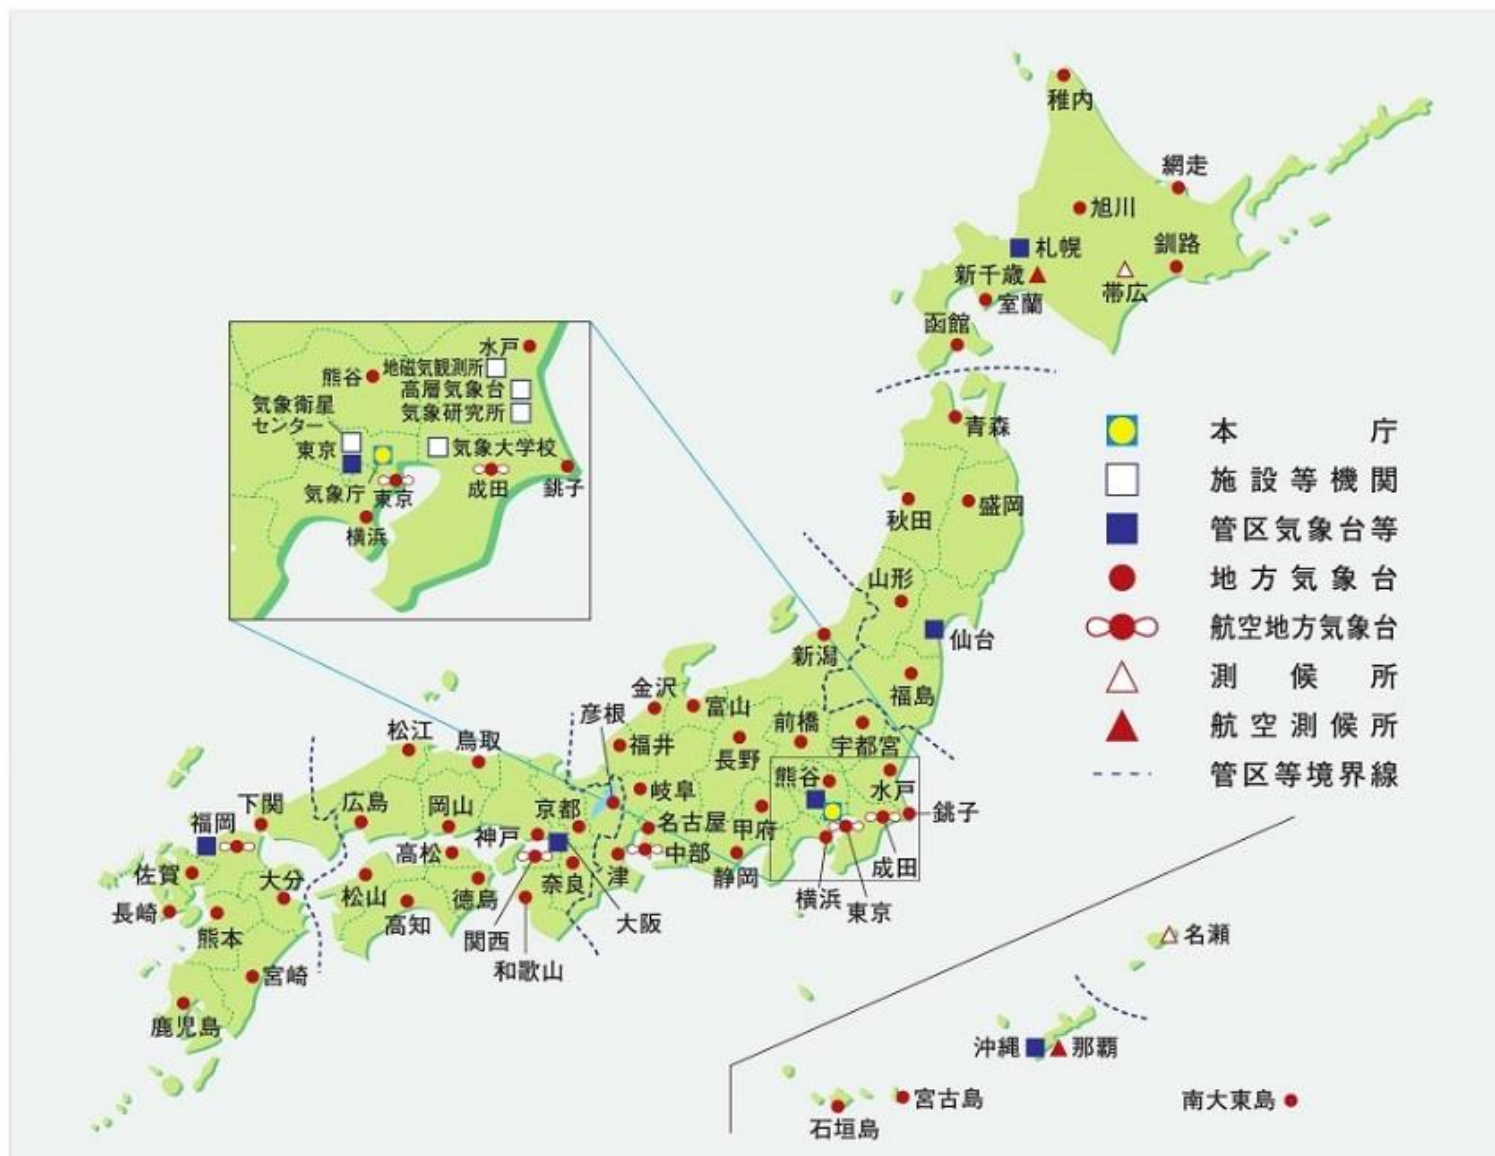 稚内
網走
旭川
札幌
釧路
新千歳
帯広
室蘭
函館
水戸
地磁気観測所
熊谷
高層気象台
気象衛星
センター
気象研究所
東京
気象大学校
気象庁
東京
成田
銚子
横浜
青森
秋田
盛岡
山形
仙台
新潟
福島
本庁
施設等機関
管区気象台等
地方気象台
航空地方気象台
測候所
航空測候所
管区等境界線
金沢
彦根
富山
前橋
松江
鳥取
福井
長野
宇都宮
熊谷
水戸
岐阜
下関
広島
岡山
京都
銚子
福岡
神戸
名古屋
甲府
高松
中部
成田
佐賀
大分
松山
徳島
奈良
津
静岡
横浜
東京
長崎
高知
大阪
熊本
関西
和歌山
宮崎
鹿児島
名瀬
沖縄
那覇
宮古島
南大東島
石垣島